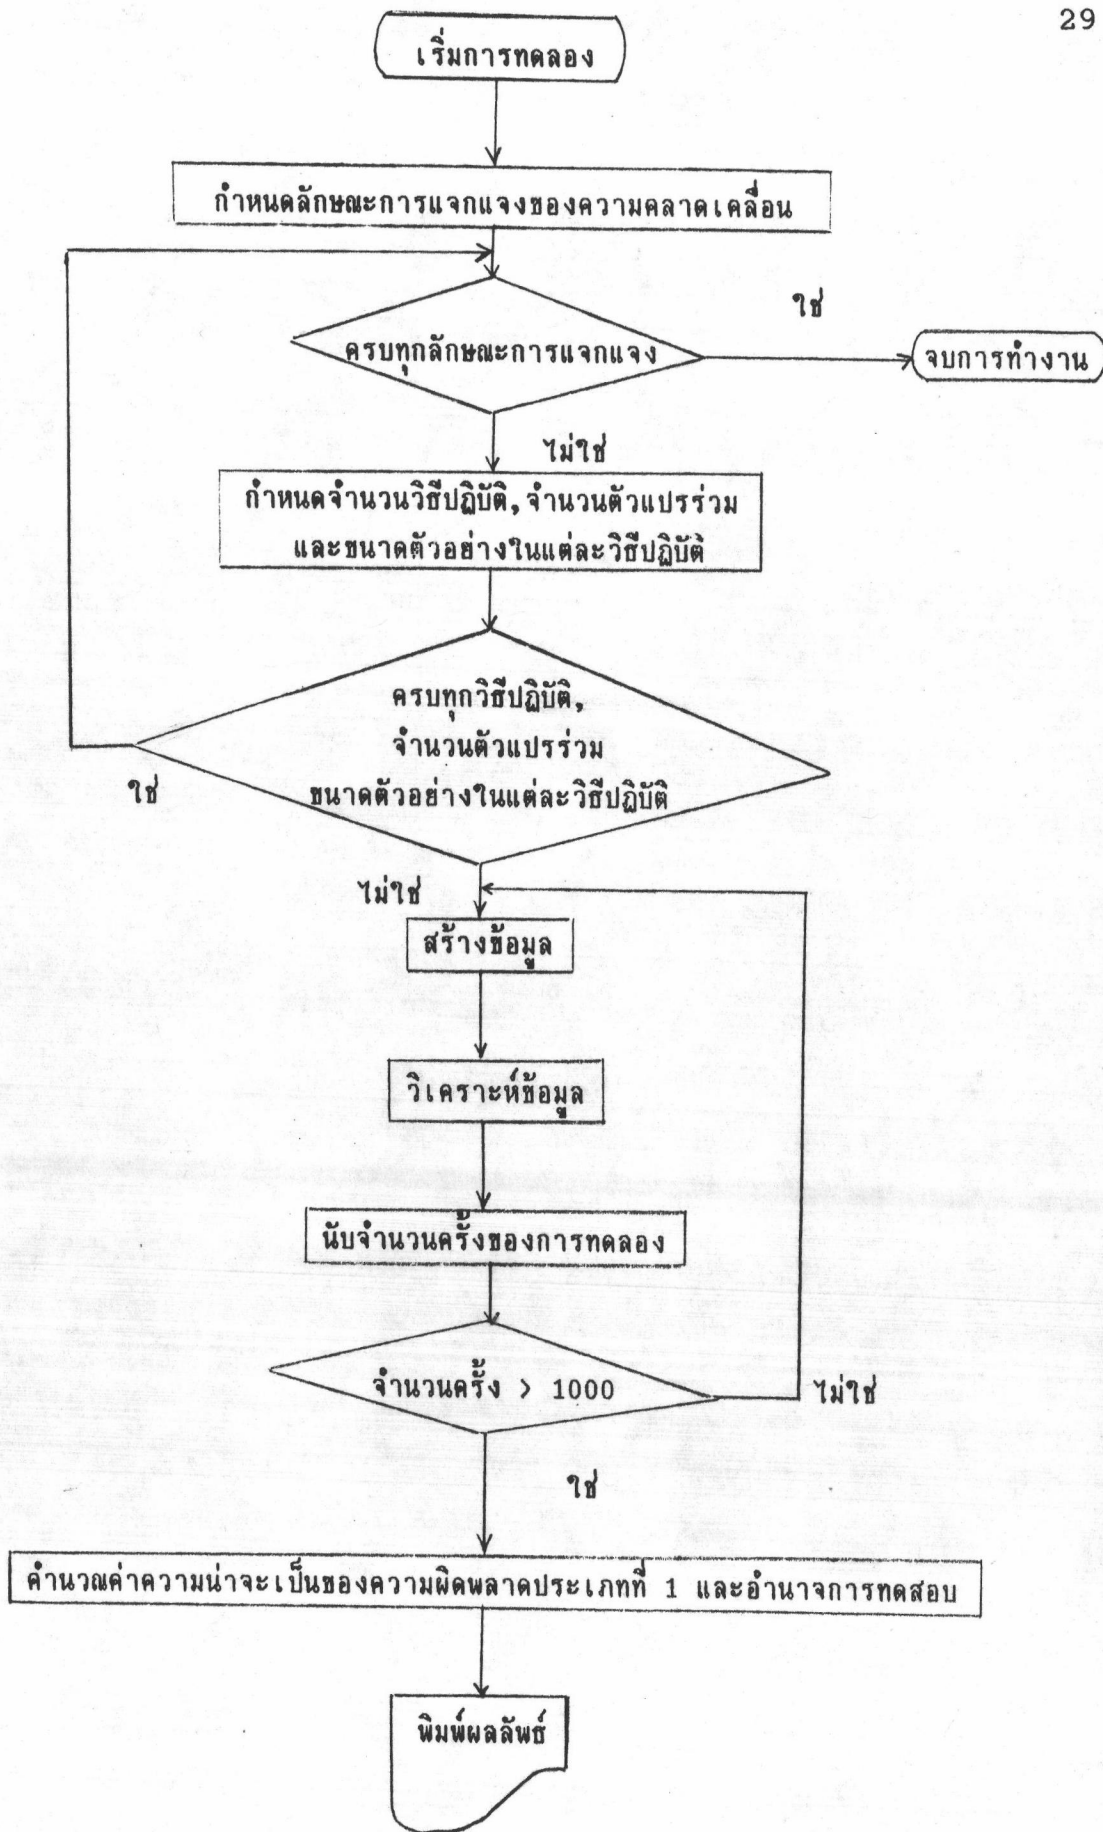 29
เริ่มการทดลอง
กำหนดลักษณะการแจกแจงของความคลาดเคลื่อน
ใช่
ครบทุกลักษณะการแจกแจง
จบการทำงาน
ไม่ใช่
กำหนดจำนวนวิธีปฏิบัติ, จำนวนตัวแปรร่วม
และขนาดตัวอย่างในแต่ละวิธีปฏิบัติ
ครบทุกวิธีปฏิบัติ,
จำนวนตัวแปรร่วม
ขนาดตัวอย่างในแต่ละวิธีปฏิบัติ
ใช่
ไม่ใช่
สร้างข้อมูล
วิเคราะห์ข้อมูล
นับจำนวนครั้งของการทดลอง
จำนวนครั้ง > 1000
ไม่ใช่
ใช่
คำนวณค่าความน่าจะเป็นของความผิดพลาดประเภทที่ 1 และอำนาจการทดสอบ
พิมพ์ผลลัพธ์